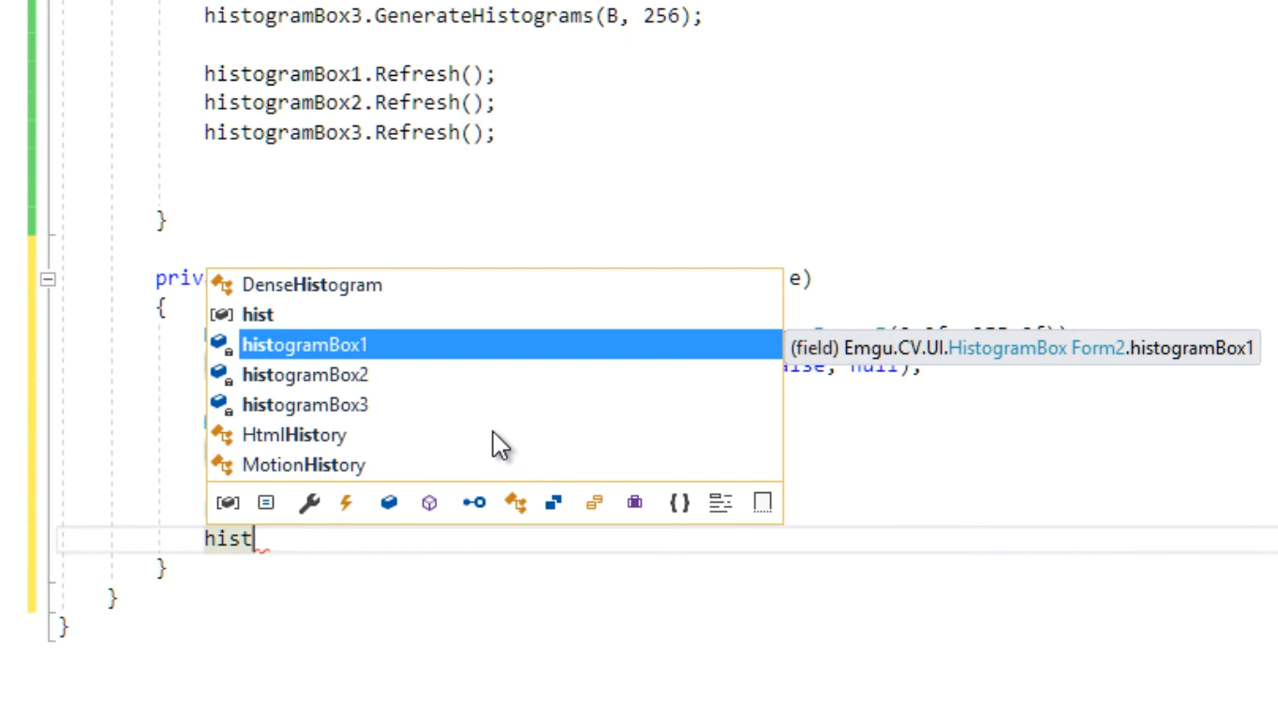 histogramBox3.GenerateHistograms(B, 256);
histogramBox1.Refresh();
histogramBox2.Refresh();
histogramBox3.Refresh();
}
priv e)
{
DenseHistogram
hist
histogramBox1
(field) Emgu.CV.UI.HistogramBox Form2.histogramBox1
histogramBox2
null);
histogramBox3
HtmlHistory
MotionHistory
hist
}
}
}